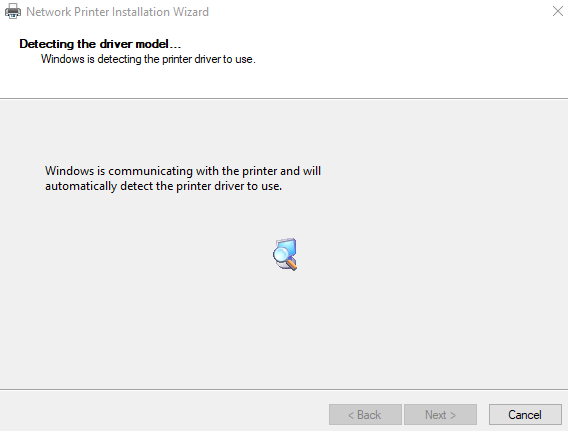 Network Printer Installation Wizard
Detecting the driver model...
Windows is detecting the printer driver to use.
Windows is communicating with the printer and will
automatically detect the printer driver to use.
< Back
Next >
Cancel